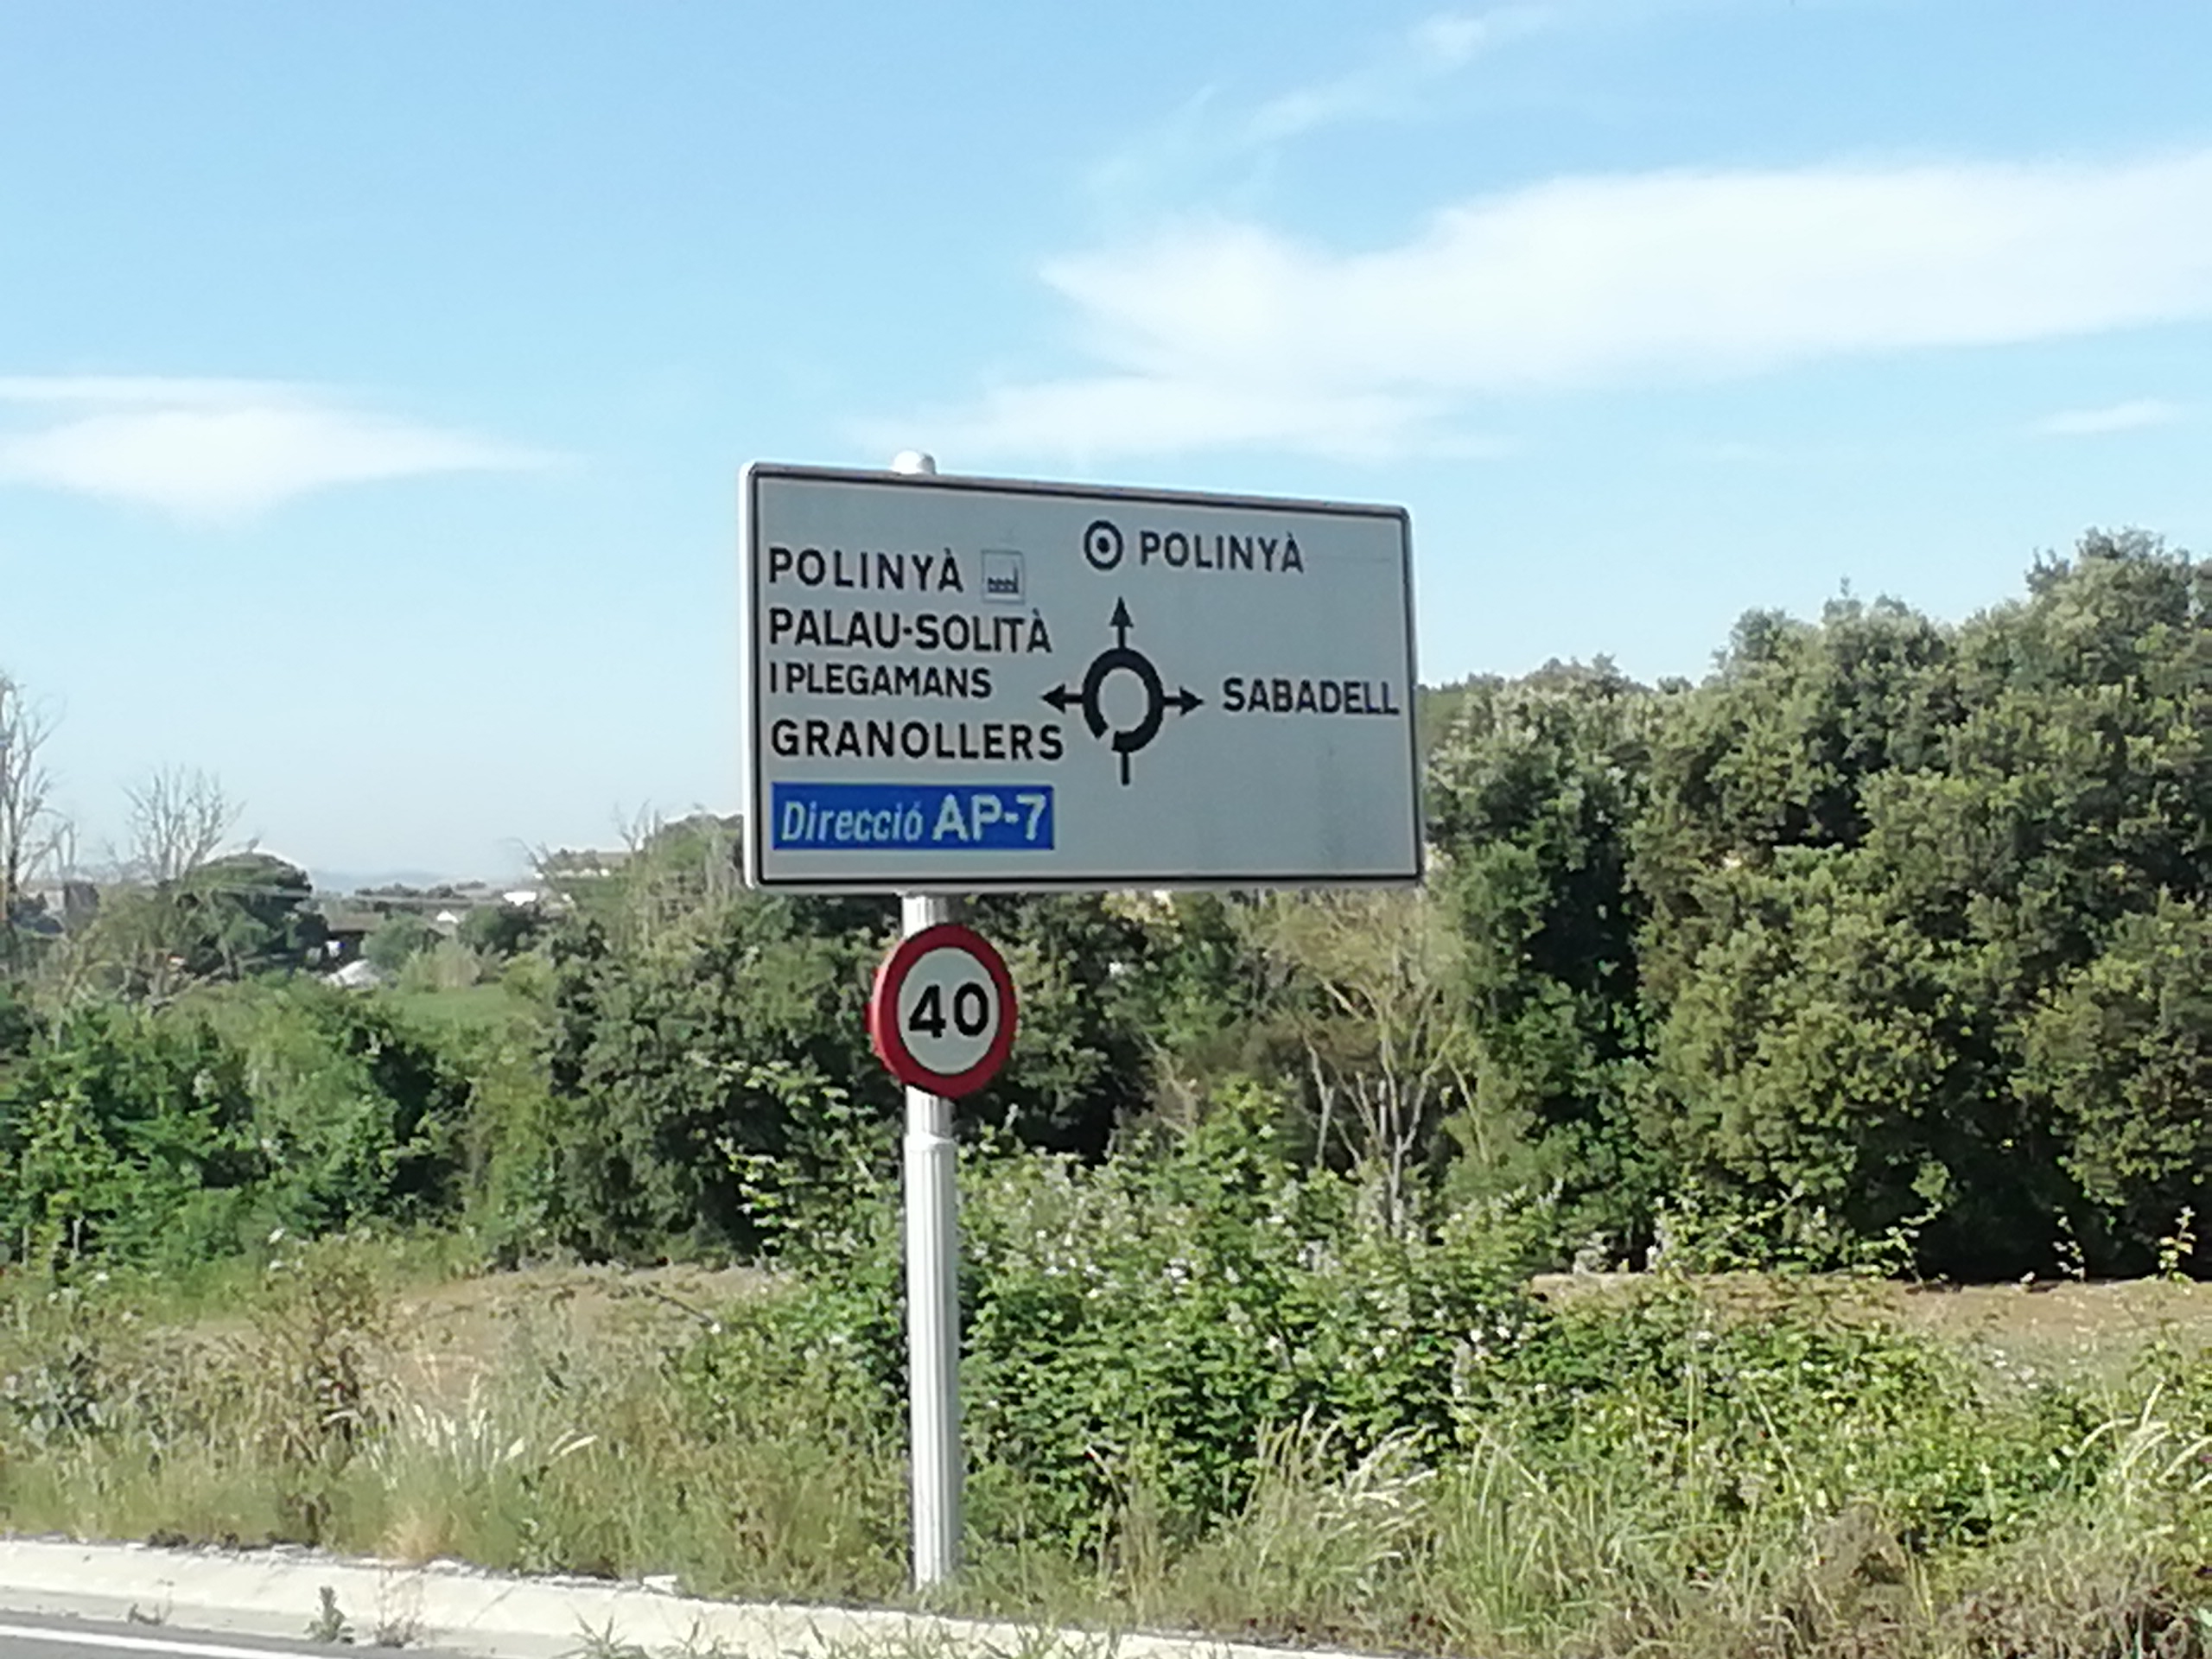 POLINYÀ
PALAU-SOLITÀ
I PLEGAMANS
GRANOLLERS
Direcció AP-7
POLINYÀ
SABADELL
40